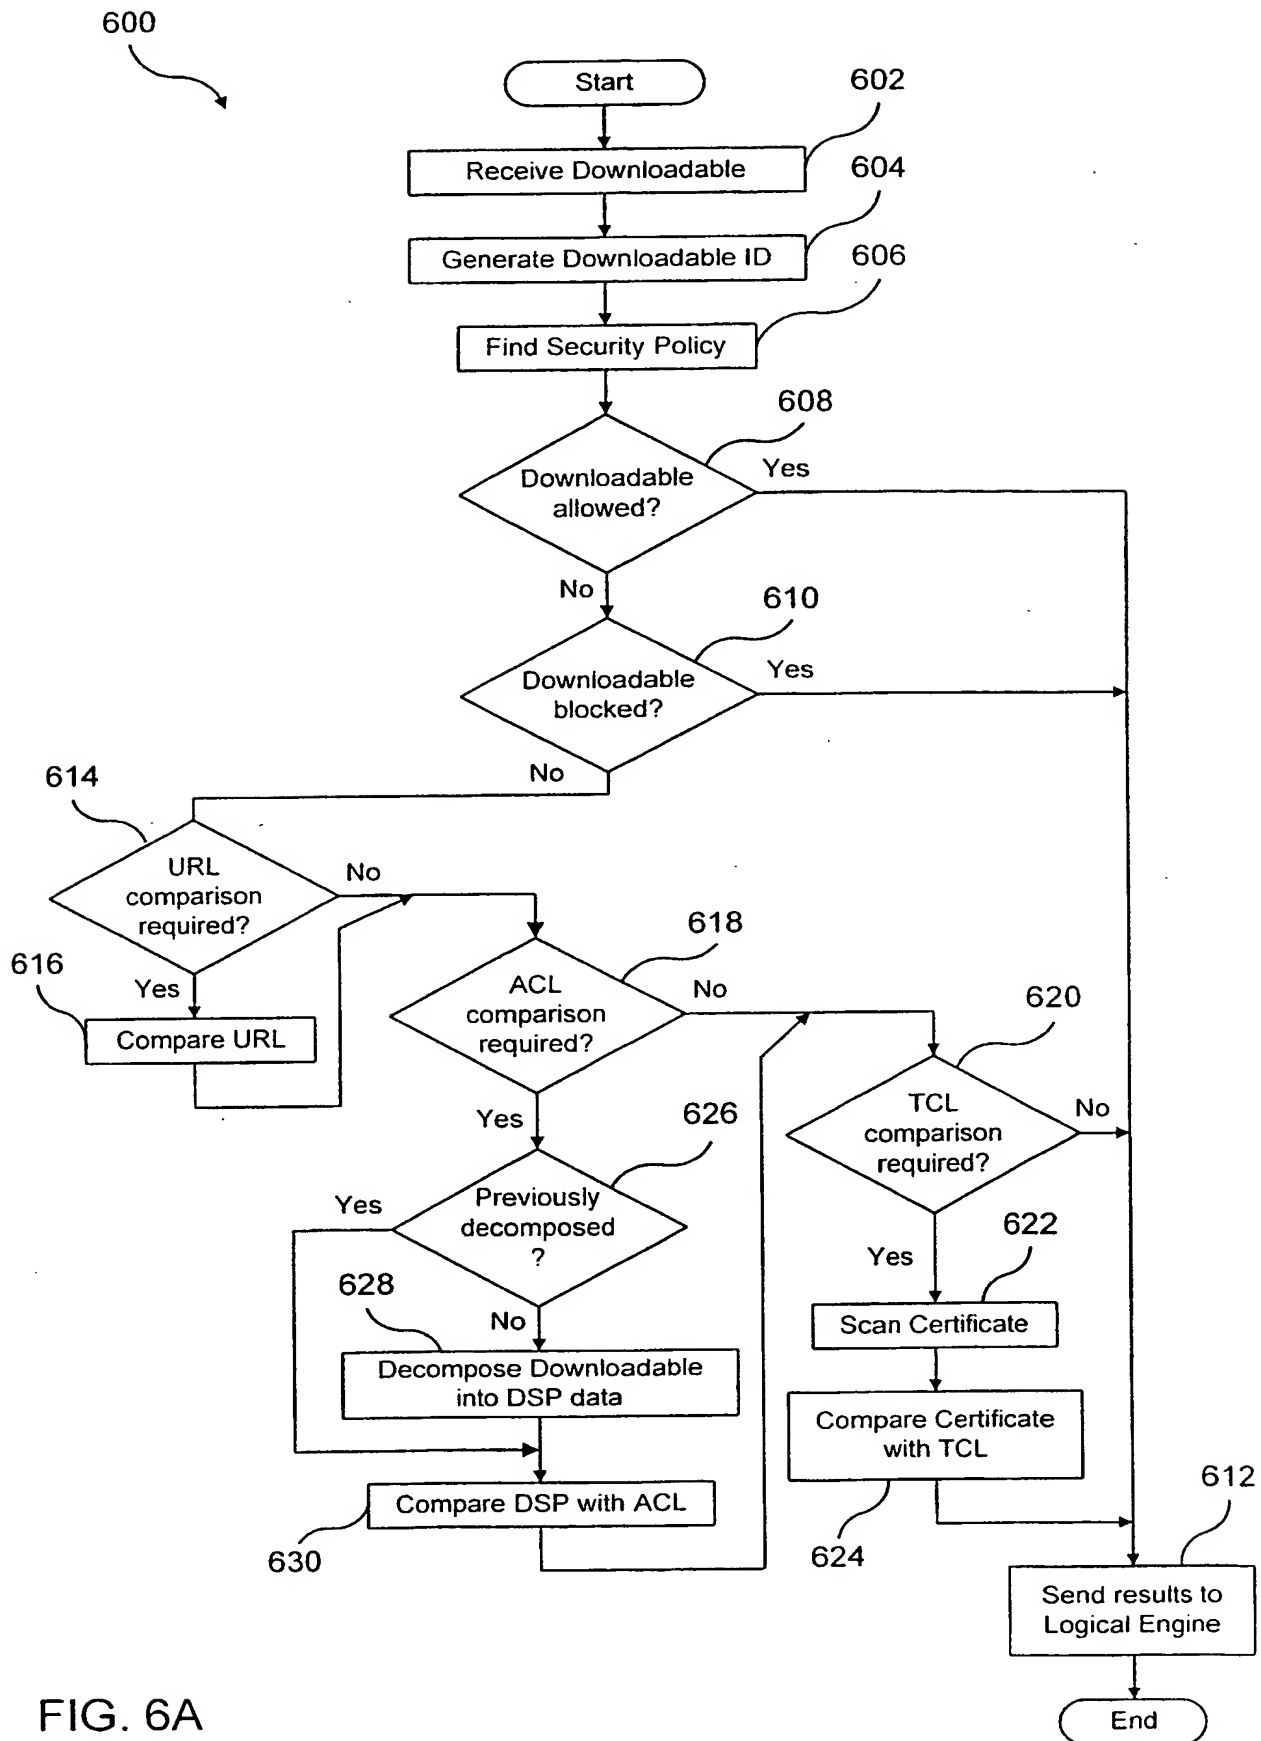 600
Start
602
Receive Downloadable
604
Generate Downloadable ID
606
Find Security Policy
608
Downloadable
allowed?
Yes
No
610
Downloadable
blocked?
Yes
No
614
URL
comparison
required?
No
Yes
616
Compare URL
618
ACL
comparison
required?
No
Yes
620
TCL
comparison
required?
No
Yes
626
Previously
decomposed
?
Yes
No
628
Decompose Downloadable
into DSP data
Compare DSP with ACL
630
622
Scan Certificate
Compare Certificate
with TCL
624
612
Send results to
Logical Engine
End
FIG. 6A